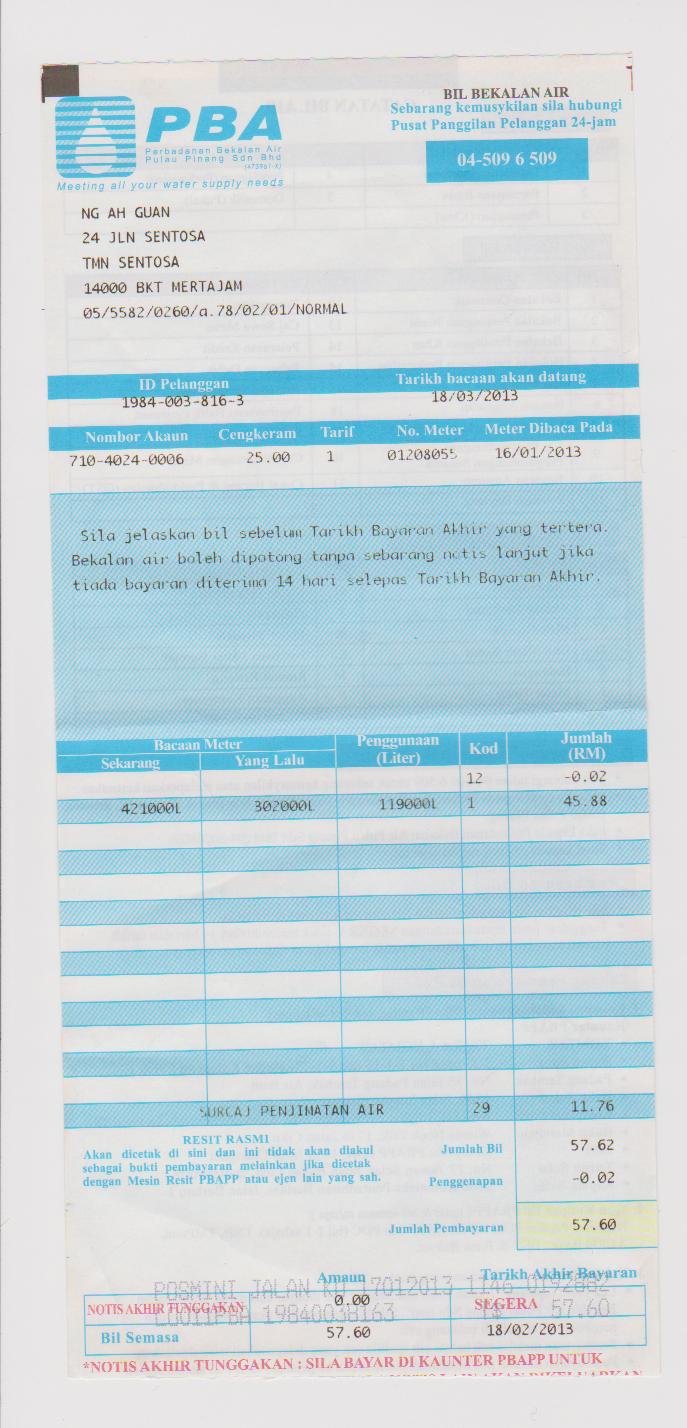 PBA
Perbadanan Bekalan Air
Pulau Pinang Sdn Bhd
(475961-X)
Meeting all your water supply needs
BIL BEKALAN AIR
Sebarang kemusykilan sila hubungi
Pusat Panggilan Pelanggan 24-jam
04-509 6 509
NG AH GUAN
24 JLN SENTOSA
TMN SENTOSA
14000 BKT MERTAJAM
05/5582/0260/a.78/02/01/NORMAL
ID Pelanggan Tarikh bacaan akan datang
1984-003-816-3 18/03/2013
Nombor Akaun Cengkeram Tarif No. Meter Meter Dibaca Pada
710-4024-0006 25.00 1 01208055 16/01/2013
Sila jelaskan bil sebelum Tarikh Bayaran Akhir yang tertera.
Bekalan air boleh dipotong tanpa sebarang notis lanjut jika
tiada bayaran diterima 14 hari selepas Tarikh Bayaran Akhir.
Bacaan Meter Penggunaan (Liter) Kod Jumlah (RM)
Sekarang Yang Lalu
12 -0.02
421000L 302000L 119000L 1 45.88
SURCAJ PENJIMATAN AIR 29 11.76
RESIT RASMI
Akan dicetak di sini dan ini tidak akan diakui
sebagai bukti pembayaran melainkan jika dicetak
dengan Mesin Resit PBAPP atau ejen lain yang sah.
Jumlah Bil 57.62
Penggenapan -0.02
Jumlah Pembayaran 57.60
Amaun Tarikh Akhir Bayaran
POSMINI JALAN 17012013 1146
NOTIS AKHIR TUNGGAKAN 0.00 SEGERA
19840038163 57.60
Bil Semasa 57.60 18/02/2013
*NOTIS AKHIR TUNGGAKAN : SILA BAYAR DI KAUNTER PBAPP UNTUK